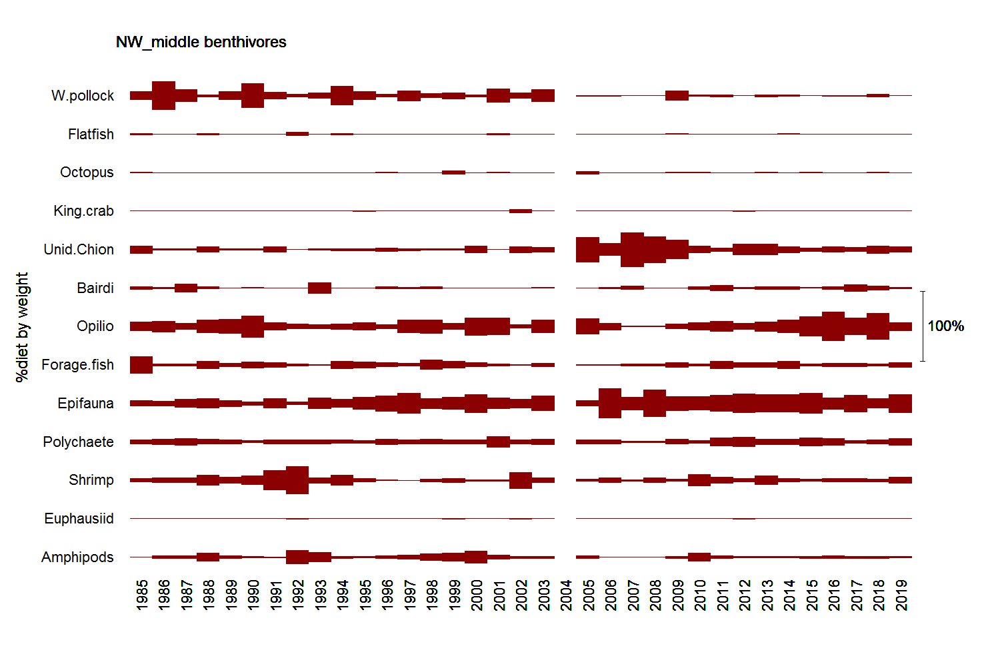 NW_middle benthivores
W.pollock
Flatfish
Octopus
King.crab
Unid.Chion
Bairdi
Opilio
Forage.fish
Epifauna
Polychaete
Shrimp
Euphausiid
Amphipods
%diet by weight
100%
1985
1986
1987
1988
1989
1990
1991
1992
1993
1994
1995
1996
1997
1998
1999
2000
2001
2002
2003
2004
2005
2006
2007
2008
2009
2010
2011
2012
2013
2014
2015
2016
2017
2018
2019